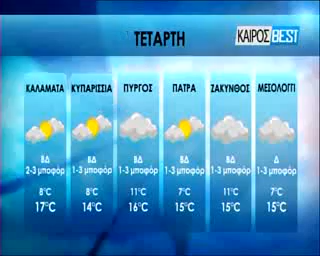 ΤΕΤΑΡΤΗ
ΚΑΙΡΟΣ BEST
ΚΑΛΑΜΑΤΑ ΚΥΠΑΡΙΣΣΙΑ ΠΥΡΓΟΣ ΠΑΤΡΑ ΖΑΚΥΝΘΟΣ ΜΕΣΟΛΟΓΓΙ
ΒΔ ΒΔ ΒΔ ΒΔ ΒΔ Δ
2-3 μποφόρ 1-3 μποφόρ 1-3 μποφόρ 1-3 μποφόρ 1-3 μποφόρ 1-3 μποφόρ
8°C 8°C 11°C 7°C 11°C 7°C
17°C 14°C 16°C 15°C 15°C 15°C